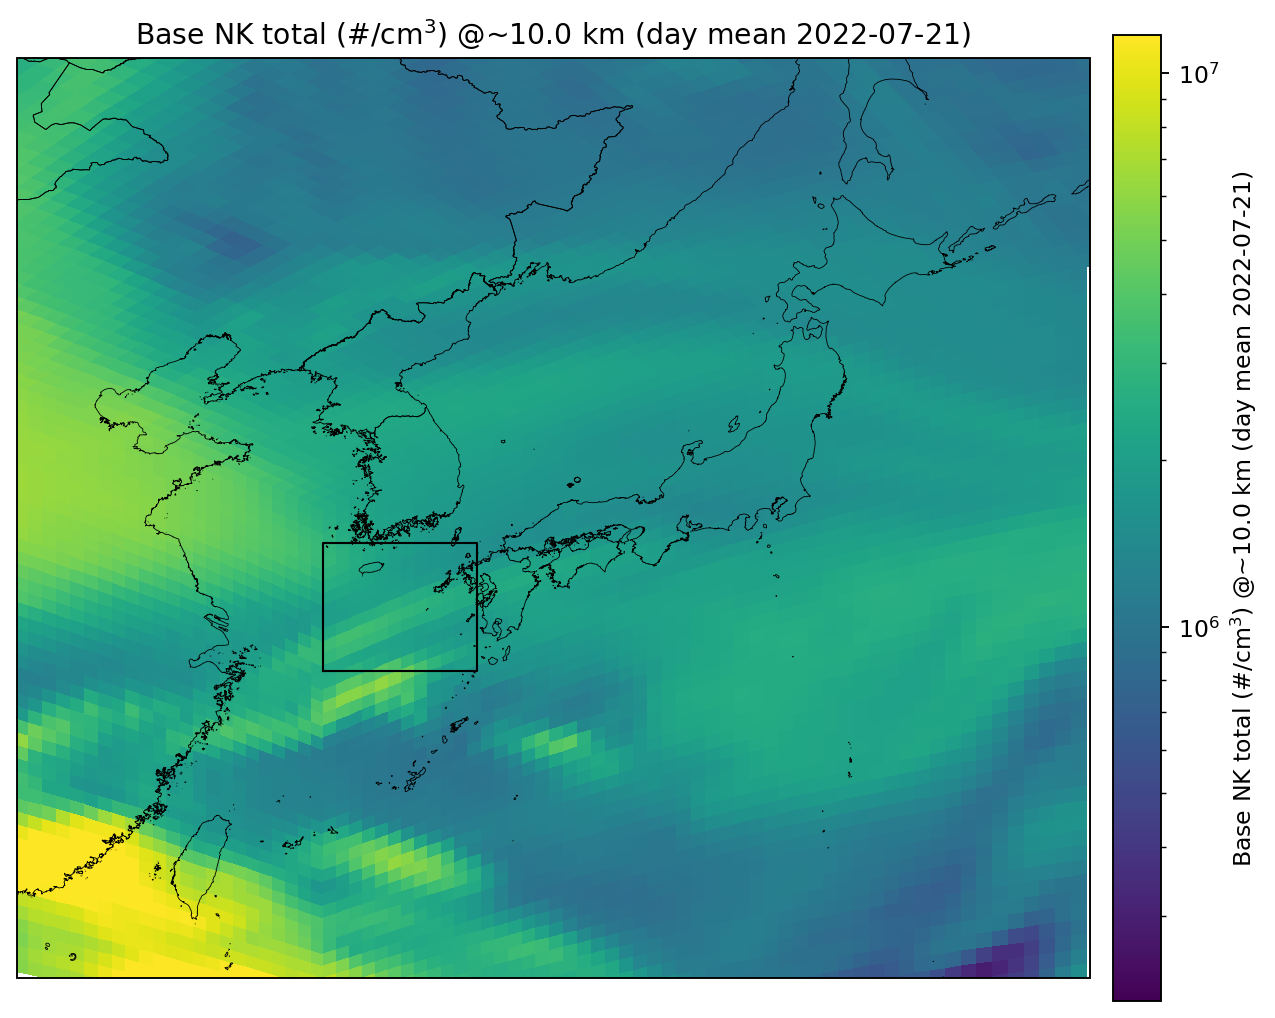 Base NK total (#/cm³) @~10.0 km (day mean 2022-07-21)
10⁷
10⁶
Base NK total (#/cm³) @~10.0 km (day mean 2022-07-21)